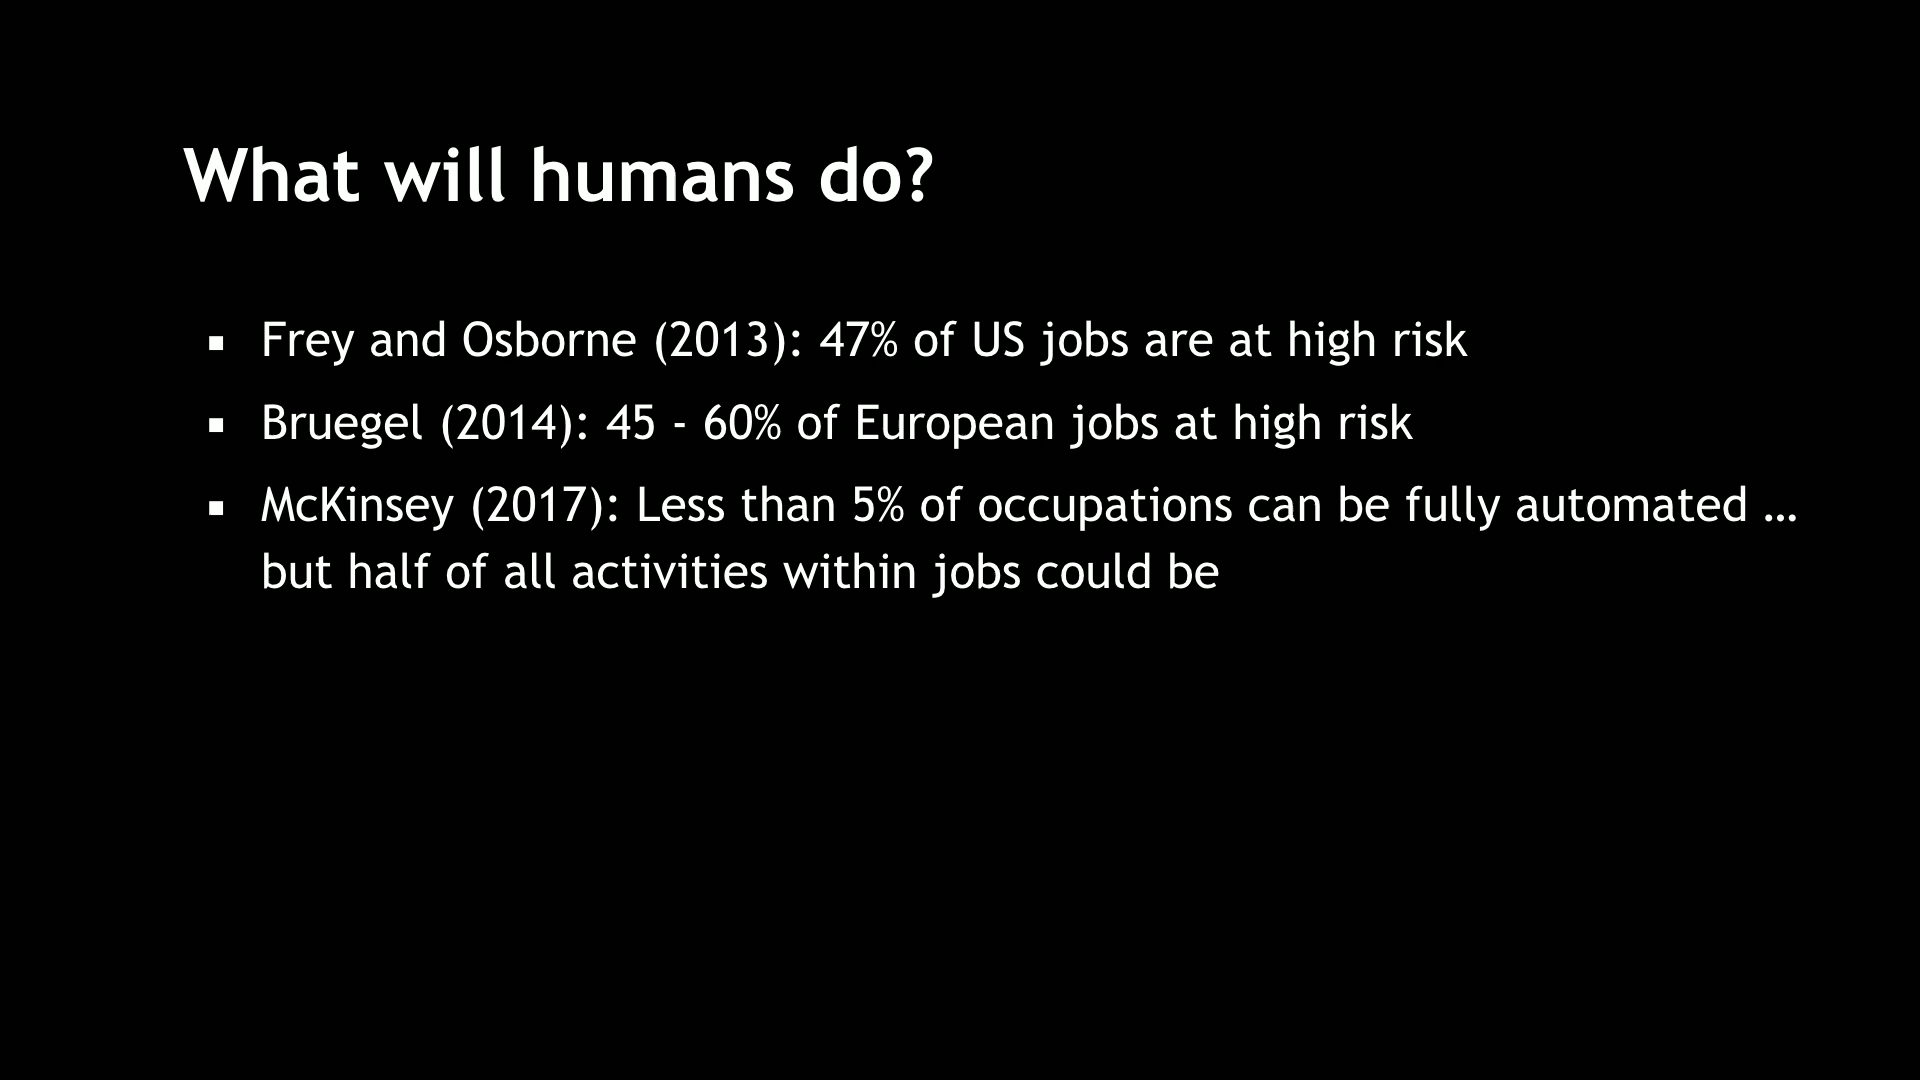 What will humans do?
▪ Frey and Osborne (2013): 47% of US jobs are at high risk
▪ Bruegel (2014): 45 - 60% of European jobs at high risk
▪ McKinsey (2017): Less than 5% of occupations can be fully automated …
but half of all activities within jobs could be